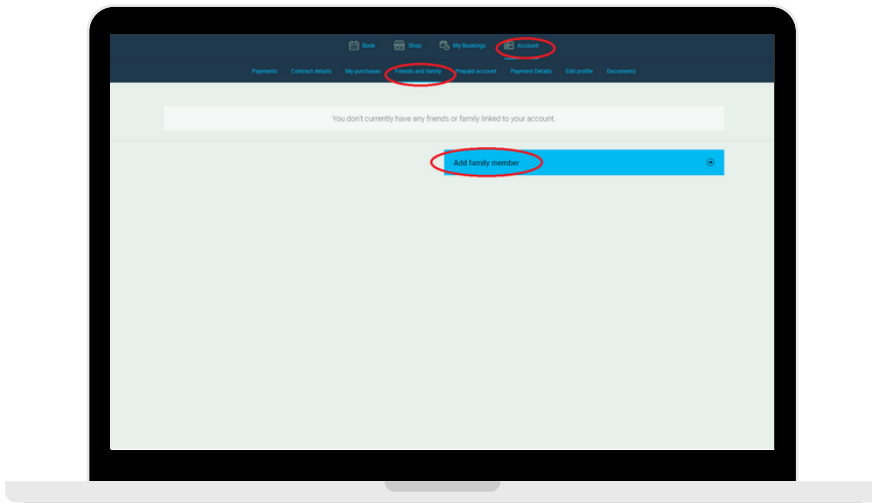 Book Shop My Bookings Account
Payments Contract details My purchases Friends and family Prepaid account Payment Details Edit profile Documents
You don't currently have any friends or family linked to your account.
Add family member